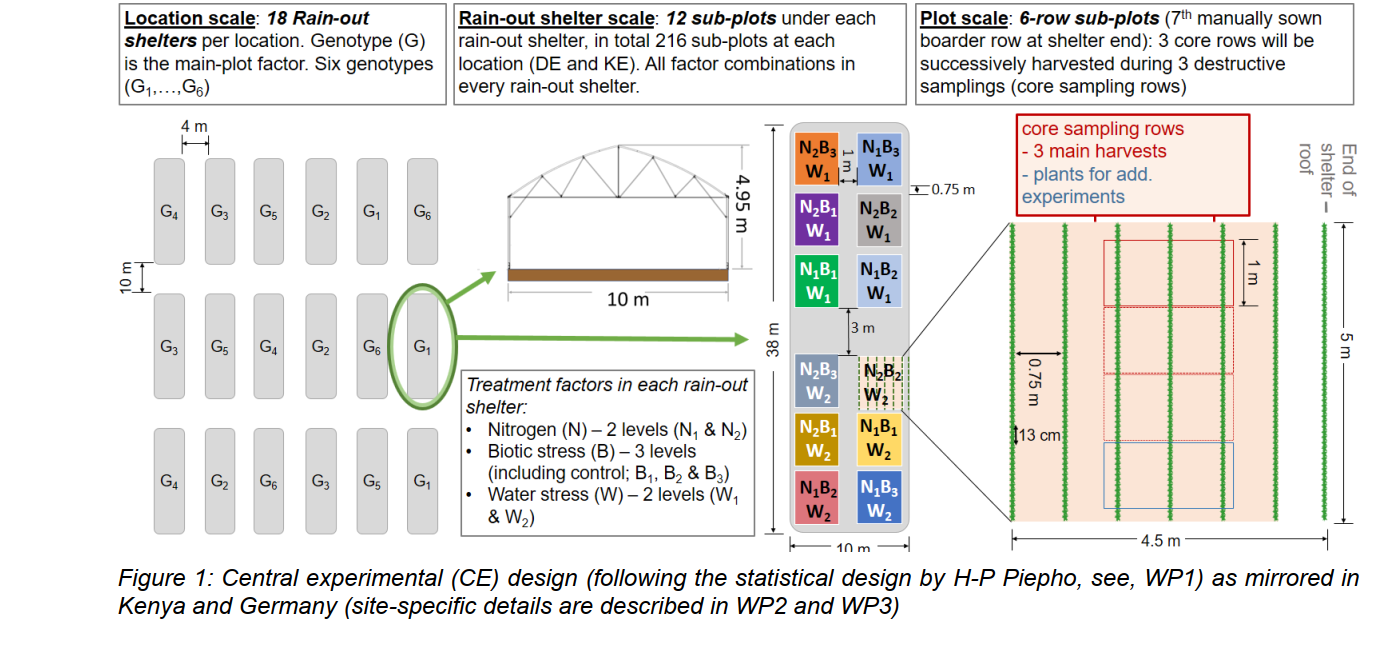 Location scale: 18 Rain-out
shelters per location. Genotype (G)
is the main-plot factor. Six genotypes
(G1,…,G6)
Rain-out shelter scale: 12 sub-plots under each
rain-out shelter, in total 216 sub-plots at each
location (DE and KE). All factor combinations in
every rain-out shelter.
Plot scale: 6-row sub-plots (7th manually sown
boarder row at shelter end): 3 core rows will be
successively harvested during 3 destructive
samplings (core sampling rows)
4 m
G4 G3 G5 G2 G1 G6
10 m
G3 G5 G4 G2 G6 G1
G4 G2 G6 G3 G5 G1
4.95 m
10 m
Treatment factors in each rain-out
shelter:
• Nitrogen (N) – 2 levels (N1 & N2)
• Biotic stress (B) – 3 levels
(including control; B1, B2 & B3)
• Water stress (W) – 2 levels (W1
& W2)
38 m
N2B3
W1
1 m
N1B3
W1
0.75 m
N2B1
W1
N2B2
W1
N1B1
W1
N1B2
W1
3 m
N2B3
W2
N2B2
W2
N2B1
W2
N1B1
W2
N1B2
W2
N1B3
W2
10 m
core sampling rows
- 3 main harvests
- plants for add.
experiments
End of
shelter –
roof
1 m
0.75 m
13 cm
5 m
4.5 m
Figure 1: Central experimental (CE) design (following the statistical design by H-P Piepho, see, WP1) as mirrored in
Kenya and Germany (site-specific details are described in WP2 and WP3)